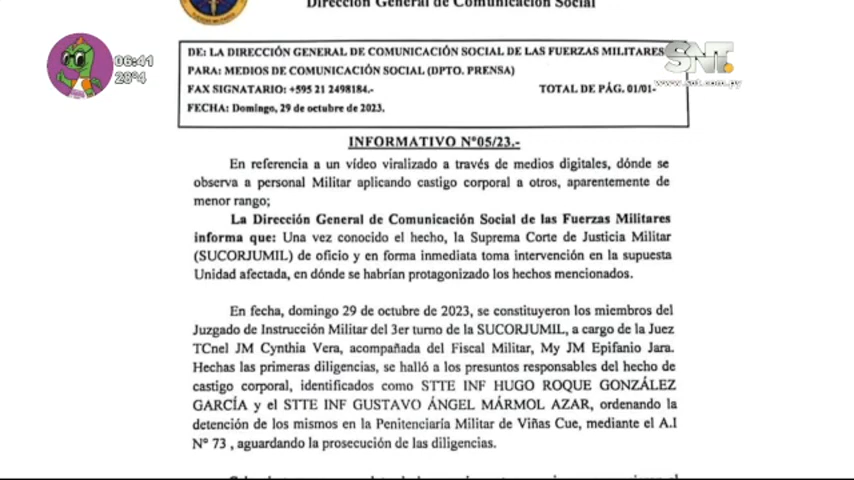 Dirección General de Comunicación Social
06:41
28°4
SNT.
www.snt.com.py
DE: LA DIRECCIÓN GENERAL DE COMUNICACIÓN SOCIAL DE LAS FUERZAS MILITARES
PARA: MEDIOS DE COMUNICACIÓN SOCIAL (DPTO. PRENSA)
FAX SIGNATARIO: +595 21 2498184.- TOTAL DE PÁG. 01/01-
FECHA: Domingo, 29 de octubre de 2023.
INFORMATIVO N°05/23.-
En referencia a un vídeo viralizado a través de medios digitales, dónde se
observa a personal Militar aplicando castigo corporal a otros, aparentemente de
menor rango;
La Dirección General de Comunicación Social de las Fuerzas Militares
informa que: Una vez conocido el hecho, la Suprema Corte de Justicia Militar
(SUCORJUMIL) de oficio y en forma inmediata toma intervención en la supuesta
Unidad afectada, en dónde se habrían protagonizado los hechos mencionados.
En fecha, domingo 29 de octubre de 2023, se constituyeron los miembros del
Juzgado de Instrucción Militar del 3er turno de la SUCORJUMIL, a cargo de la Juez
TCnel JM Cynthia Vera, acompañada del Fiscal Militar, My JM Epifanio Jara.
Hechas las primeras diligencias, se halló a los presuntos responsables del hecho de
castigo corporal, identificados como STTE INF HUGO ROQUE GONZÁLEZ
GARCÍA y el STTE INF GUSTAVO ÁNGEL MÁRMOL AZAR, ordenando la
detención de los mismos en la Penitenciaría Militar de Viñas Cue, mediante el A.I
N° 73 , aguardando la prosecución de las diligencias.